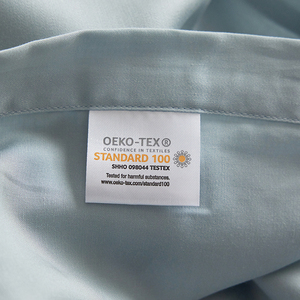 OEKO-TEX®
CONFIDENCE IN TEXTILES
STANDARD 100
SHHO 098044 TESTEX
Tested for harmful substances.
www.oeko-tex.com/standard100